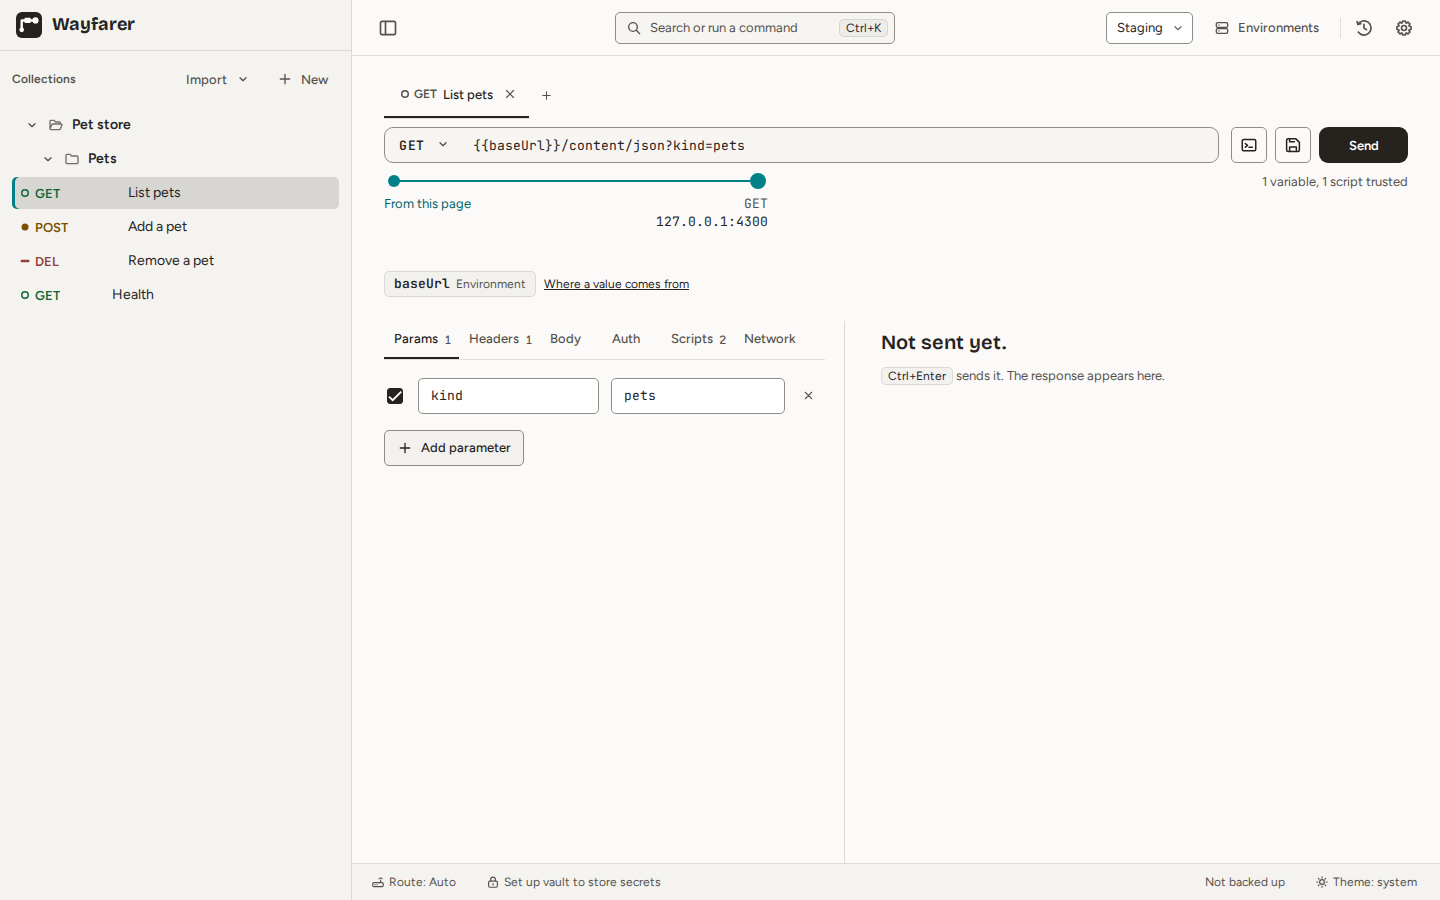 Wayfarer
Search or run a command
Ctrl+K
Staging
Environments
Collections
Import
New
Pet store
Pets
GET List pets
POST Add a pet
DEL Remove a pet
GET Health
GET List pets
GET {{baseUrl}}/content/json?kind=pets
Send
1 variable, 1 script trusted
From this page
GET
127.0.0.1:4300
baseUrl Environment
Where a value comes from
Params 1
Headers 1
Body
Auth
Scripts 2
Network
kind
pets
Add parameter
Not sent yet.
Ctrl+Enter sends it. The response appears here.
Route: Auto
Set up vault to store secrets
Not backed up
Theme: system